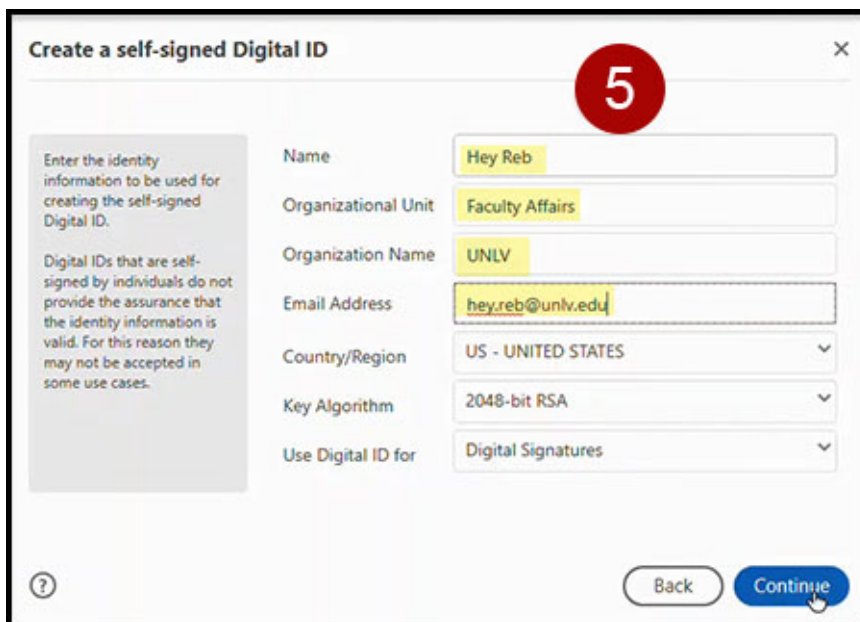 Create a self-signed Digital ID
5
Enter the identity
information to be used for
creating the self-signed
Digital ID.
Digital IDs that are self-
signed by individuals do not
provide the assurance that
the identity information is
valid. For this reason they
may not be accepted in
some use cases.
Name Hey Reb
Organizational Unit Faculty Affairs
Organization Name UNLV
Email Address hey.reb@unlv.edu
Country/Region US - UNITED STATES
Key Algorithm 2048-bit RSA
Use Digital ID for Digital Signatures
? Back Continue